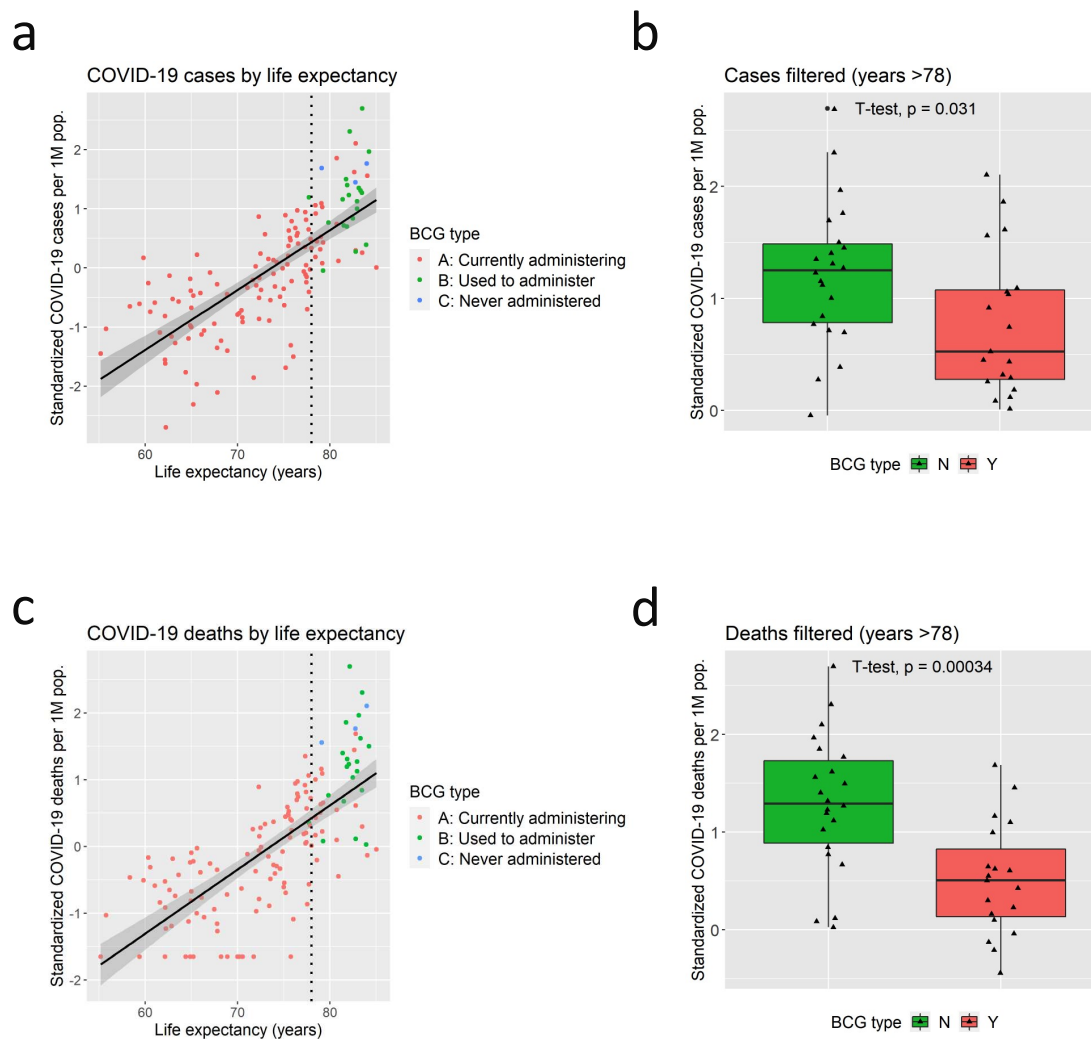 a
COVID-19 cases by life expectancy
Standardized COVID-19 cases per 1M pop.
2
1
0
-1
-2
60 70 80
Life expectancy (years)
BCG type
A: Currently administering
B: Used to administer
C: Never administered
b
Cases filtered (years >78)
T-test, p = 0.031
Standardized COVID-19 cases per 1M pop.
2
1
0
BCG type N Y
c
COVID-19 deaths by life expectancy
Standardized COVID-19 deaths per 1M pop.
2
1
0
-1
-2
60 70 80
Life expectancy (years)
BCG type
A: Currently administering
B: Used to administer
C: Never administered
d
Deaths filtered (years >78)
T-test, p = 0.00034
Standardized COVID-19 deaths per 1M pop.
2
1
0
BCG type N Y